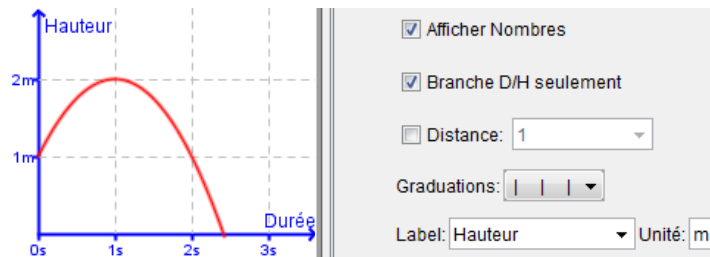 Hauteur
2m
1m
Durée
0s 1s 2s 3s
Afficher Nombres
Branche D/H seulement
Distance: 1
Graduations:
Label: Hauteur Unité: m